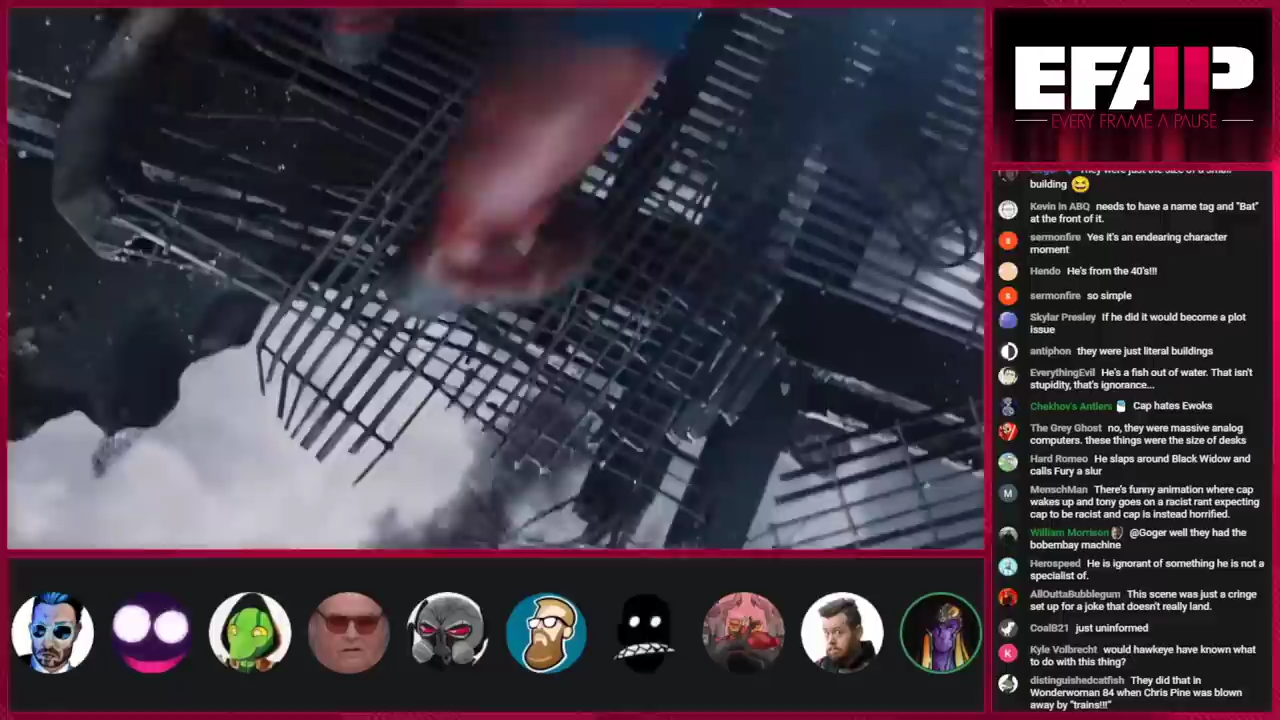 EFAP
EVERY FRAME A PAUSE
They were just the size of a small
building
Kevin in ABQ needs to have a name tag and "Bat"
at the front of it.
sermonfire Yes it's an endearing character
moment
Hendo He's from the 40's!!!
sermonfire so simple
Skylar Presley If he did it would become a plot
issue
antiphon they were just literal buildings
EverythingEvil He's a fish out of water. That isn't
stupidity, that's ignorance...
Chekhov's Antlers Cap hates Ewoks
The Grey Ghost no, they were massive analog
computers. these things were the size of desks
Hard Romeo He slaps around Black Widow and
calls Fury a slur
M
MenschMan There's funny animation where cap
wakes up and tony goes on a racist rant expecting
cap to be racist and cap is instead horrified.
William Morrison @Goger well they had the
bobembay machine
Herospeed He is ignorant of something he is not a
specialist of.
AllOuttaBubblegum This scene was just a cringe
set up for a joke that doesn't really land.
CoalB21 just uninformed
K
Kyle Volbrecht would hawkeye have known what
to do with this thing?
distinguishedcatfish They did that in
Wonderwoman 84 when Chris Pine was blown
away by "trains!!!"